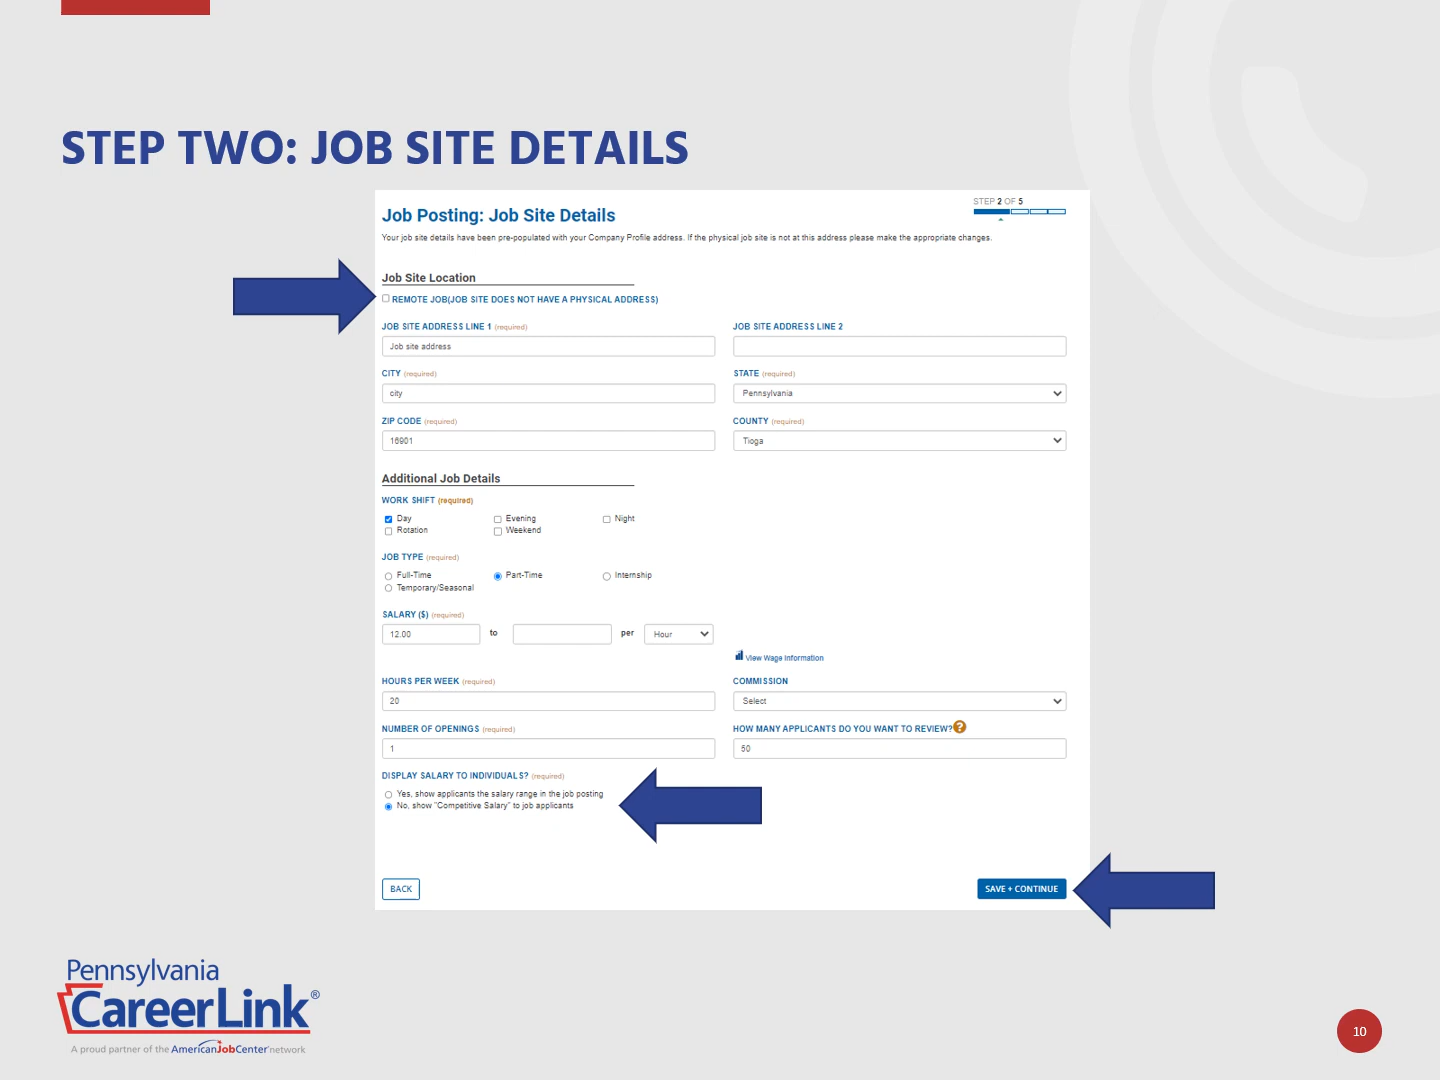 STEP TWO: JOB SITE DETAILS
STEP 2 OF 5
Job Posting: Job Site Details
Your job site details have been pre-populated with your Company Profile address. If the physical job site is not at this address please make the appropriate changes.
Job Site Location
REMOTE JOB(JOB SITE DOES NOT HAVE A PHYSICAL ADDRESS)
JOB SITE ADDRESS LINE 1 (required)
Job site address
JOB SITE ADDRESS LINE 2
CITY (required)
city
STATE (required)
Pennsylvania
ZIP CODE (required)
16901
COUNTY (required)
Tioga
Additional Job Details
WORK SHIFT (required)
Day Evening Night
Rotation Weekend
JOB TYPE (required)
Full-Time Part-Time Internship
Temporary/Seasonal
SALARY ($) (required)
12.00 to per Hour
View Wage Information
HOURS PER WEEK (required)
20
COMMISSION
Select
NUMBER OF OPENINGS (required)
1
HOW MANY APPLICANTS DO YOU WANT TO REVIEW? ?
50
DISPLAY SALARY TO INDIVIDUALS? (required)
Yes, show applicants the salary range in the job posting
No, show "Competitive Salary" to job applicants
BACK
SAVE + CONTINUE
Pennsylvania
CareerLink®
A proud partner of the AmericanJobCenter network
10